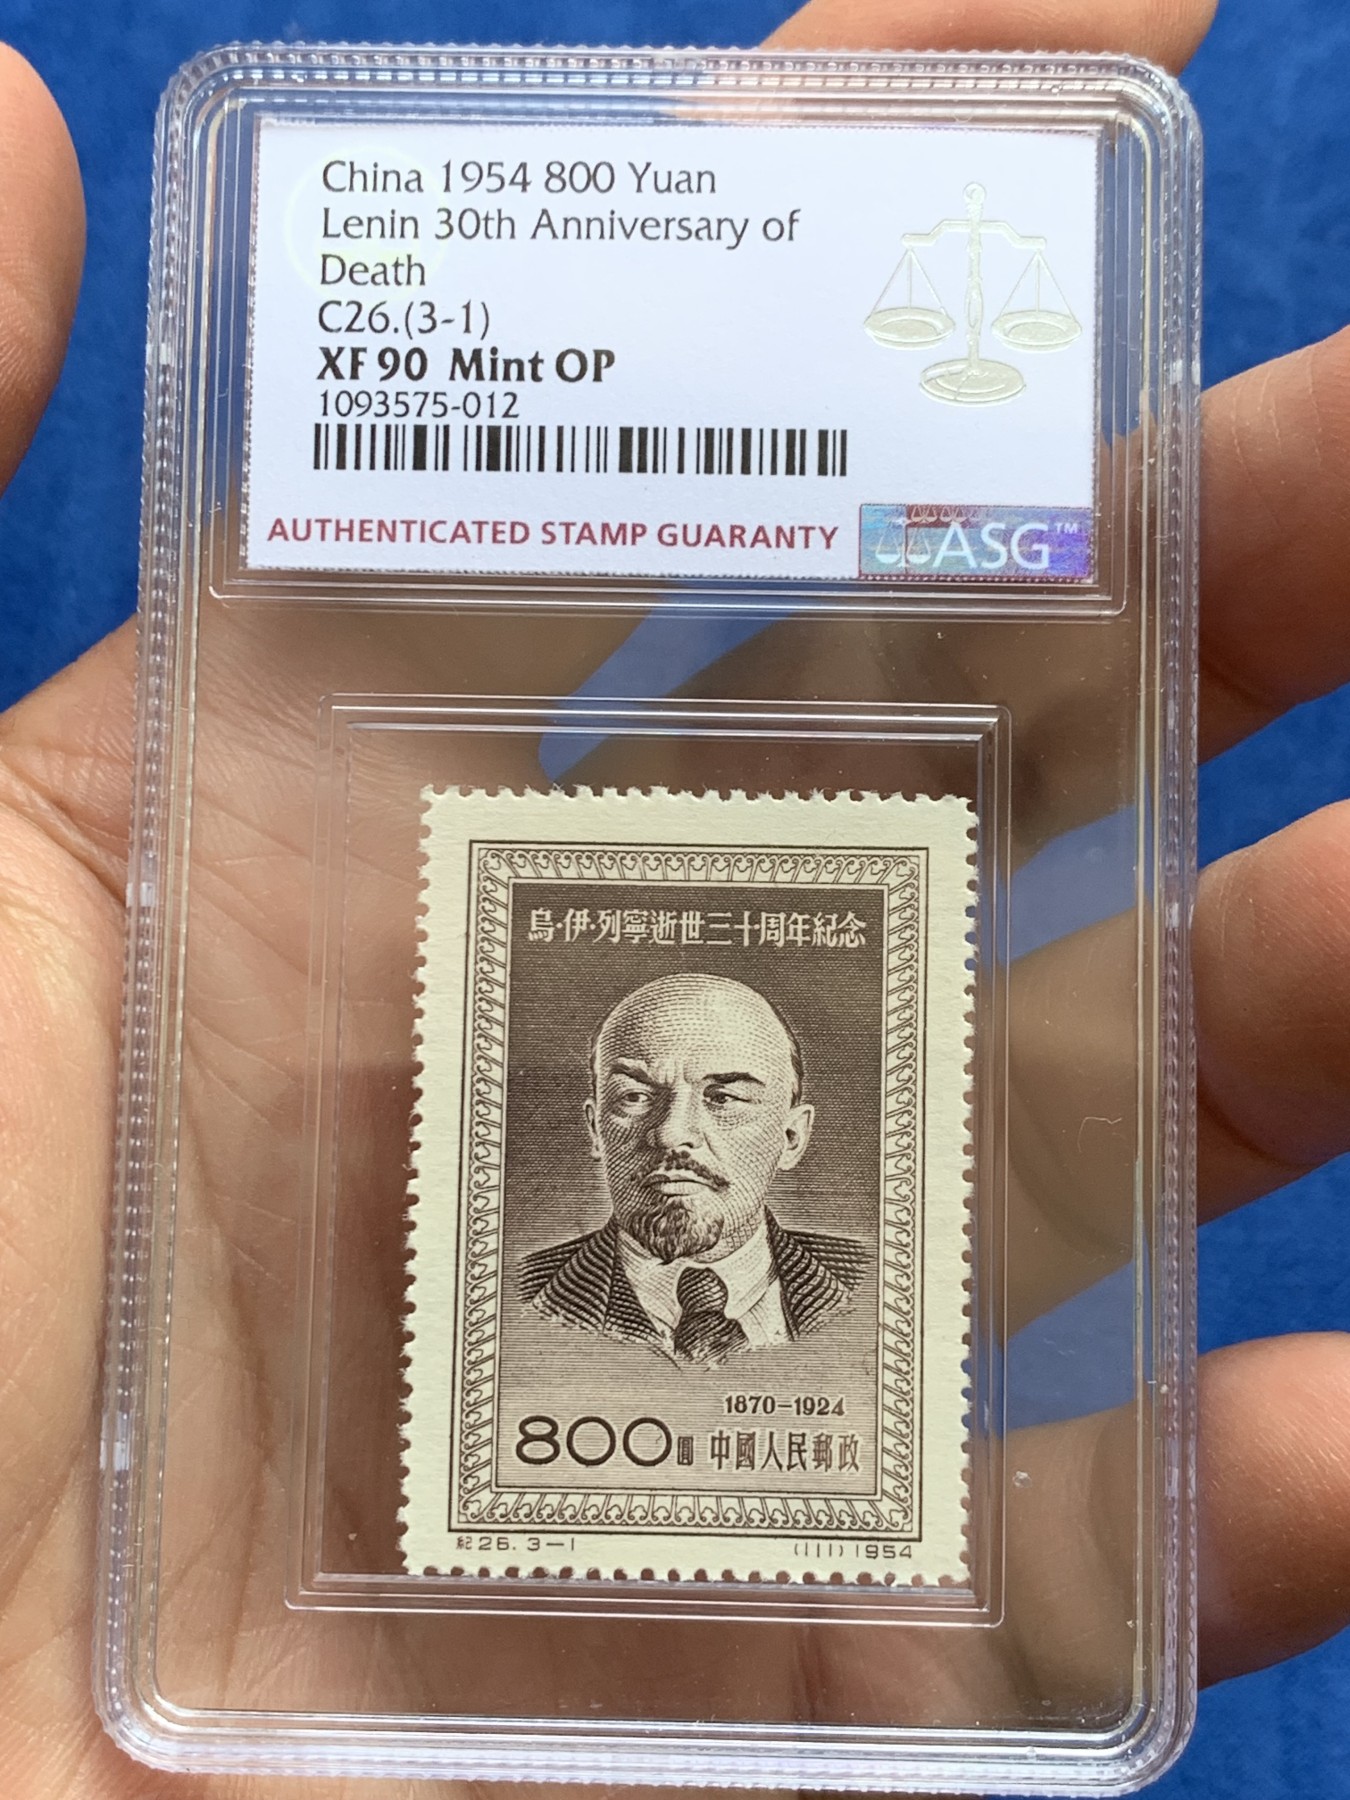 China 1954 800 Yuan
Lenin 30th Anniversary of
Death
C26.(3-1)
XF 90 Mint OP
1093575-012
AUTHENTICATED STAMP GUARANTY
ASG™
烏·伊·列寧逝世三十周年紀念
1870-1924
800圓 中國人民郵政
紀26.3-1 (111)1954